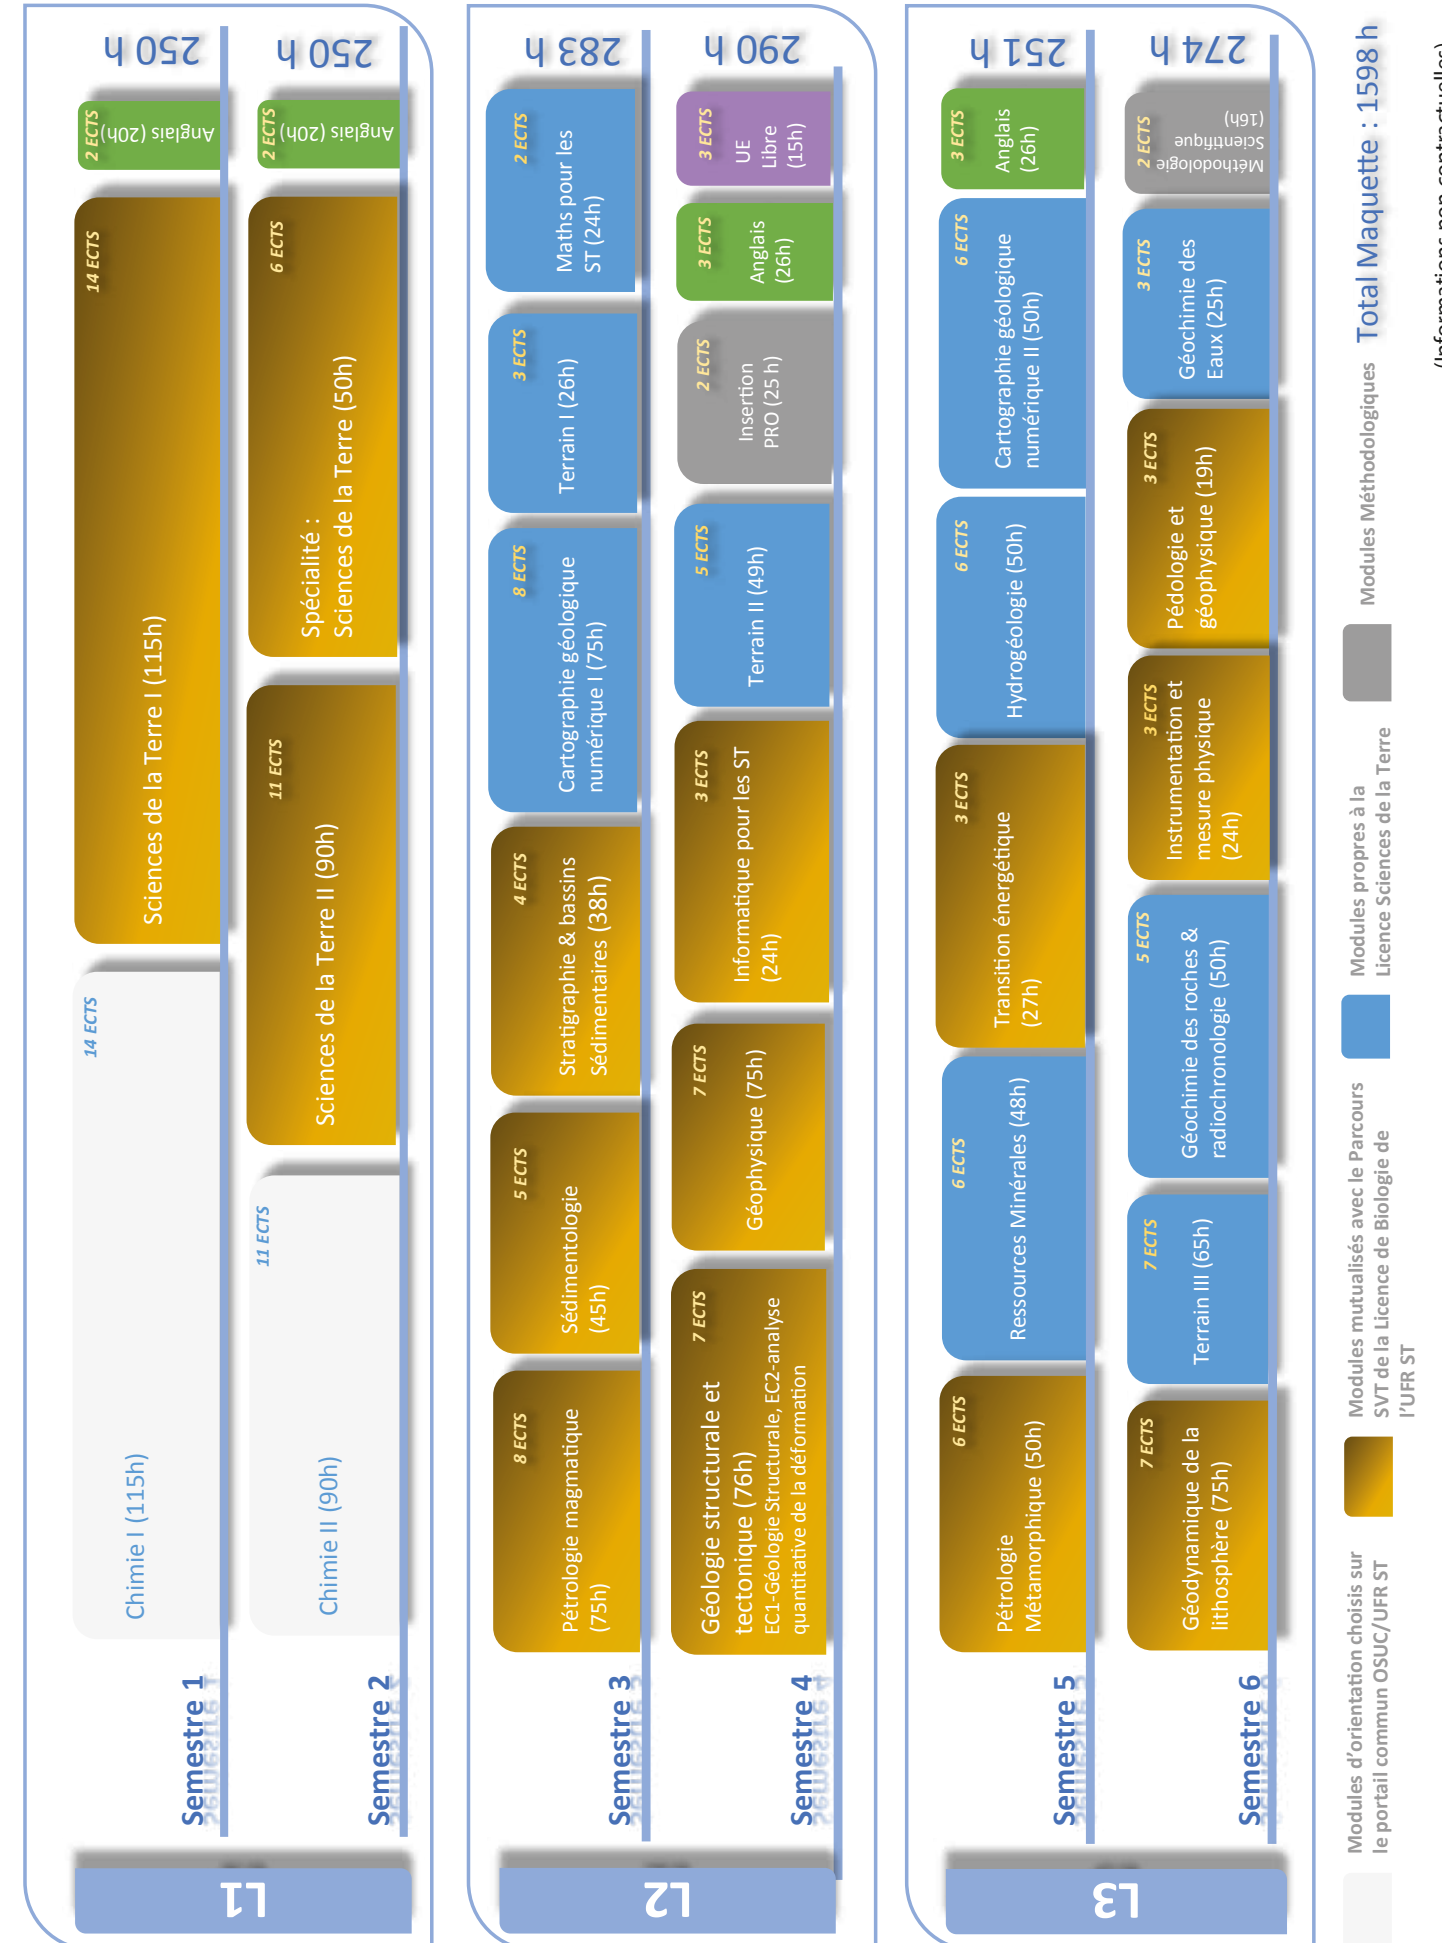 L1
Semestre 1
Chimie I (115h)
14 ECTS
Sciences de la Terre I (115h)
14 ECTS
Anglais (20h)
2 ECTS
250 h
Semestre 2
Chimie II (90h)
11 ECTS
Sciences de la Terre II (90h)
11 ECTS
Spécialité :
Sciences de la Terre (50h)
6 ECTS
Anglais (20h)
2 ECTS
250 h
L2
Semestre 3
Pétrologie magmatique
(75h)
8 ECTS
Sédimentologie
(45h)
5 ECTS
Stratigraphie & bassins
Sédimentaires (38h)
4 ECTS
Cartographie géologique
numérique I (75h)
8 ECTS
Terrain I (26h)
3 ECTS
Maths pour les
ST (24h)
2 ECTS
283 h
Semestre 4
Géologie structurale et
tectonique (76h)
EC1-Géologie Structurale, EC2-analyse
quantitative de la déformation
7 ECTS
Géophysique (75h)
7 ECTS
Informatique pour les ST
(24h)
3 ECTS
Terrain II (49h)
5 ECTS
Insertion
PRO (25 h)
2 ECTS
Anglais
(26h)
3 ECTS
UE
Libre
(15h)
3 ECTS
290 h
L3
Semestre 5
Pétrologie
Métamorphique (50h)
6 ECTS
Ressources Minérales (48h)
6 ECTS
Transition énergétique
(27h)
3 ECTS
Hydrogéologie (50h)
6 ECTS
Cartographie géologique
numérique II (50h)
6 ECTS
Anglais
(26h)
3 ECTS
251 h
Semestre 6
Géodynamique de la
lithosphère (75h)
7 ECTS
Terrain III (65h)
7 ECTS
Géochimie des roches &
radiochronologie (50h)
5 ECTS
Instrumentation et
mesure physique
(24h)
3 ECTS
Pédologie et
géophysique (19h)
3 ECTS
Géochimie des
Eaux (25h)
3 ECTS
Méthodologie
Scientifique
(16h)
2 ECTS
274 h
Modules d'orientation choisis sur
le portail commun OSUC/UFR ST
Modules mutualisés avec le Parcours
SVT de la Licence de Biologie de
l'UFR ST
Modules propres à la
Licence Sciences de la Terre
Modules Méthodologiques
Total Maquette : 1598 h
(Informations non contractuelles)